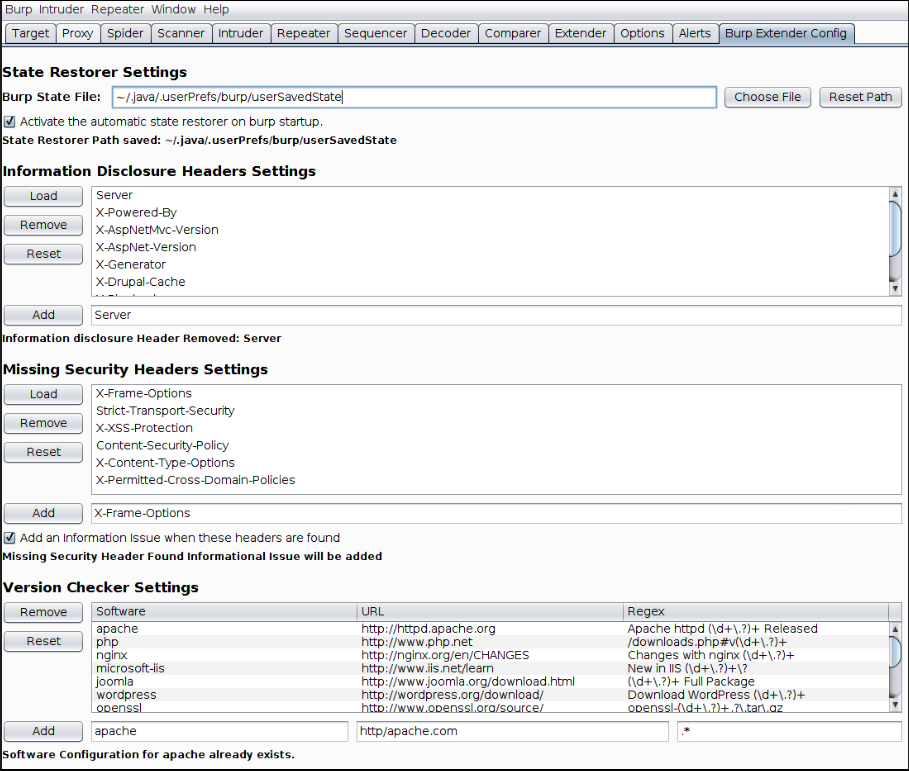 Burp Intruder Repeater Window Help
Target Proxy Spider Scanner Intruder Repeater Sequencer Decoder Comparer Extender Options Alerts Burp Extender Config
State Restorer Settings
Burp State File: ~/.java/.userPrefs/burp/userSavedState Choose File Reset Path
Activate the automatic state restorer on burp startup.
State Restorer Path saved: ~/.java/.userPrefs/burp/userSavedState
Information Disclosure Headers Settings
Load Server
X-Powered-By
Remove X-AspNetMvc-Version
X-AspNet-Version
Reset X-Generator
X-Drupal-Cache
Add Server
Information disclosure Header Removed: Server
Missing Security Headers Settings
Load X-Frame-Options
Strict-Transport-Security
Remove X-XSS-Protection
Content-Security-Policy
Reset X-Content-Type-Options
X-Permitted-Cross-Domain-Policies
Add X-Frame-Options
Add an Information Issue when these headers are found
Missing Security Header Found Informational Issue will be added
Version Checker Settings
Remove Software URL Regex
apache http://httpd.apache.org Apache httpd (\d+\.?)+ Released
Reset php http://www.php.net /downloads.php#v(\d+\.?)+
nginx http://nginx.org/en/CHANGES Changes with nginx (\d+\.?)+
microsoft-iis http://www.iis.net/learn New in IIS (\d+\.?)+\?
joomla http://www.joomla.org/download.html (\d+\.?)+ Full Package
wordpress http://wordpress.org/download/ Download WordPress (\d+\.?)+
openssl http://www.openssl.org/source/ openssl-(\d+\.?)+.?\.tar\.gz
Add apache http/apache.com .*
Software Configuration for apache already exists.